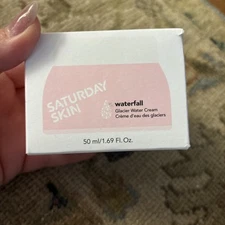 SATURDAY
SKIN
waterfall
Glacier Water Cream
Crème d'eau des glaciers
50 ml/1.69 Fl. Oz.